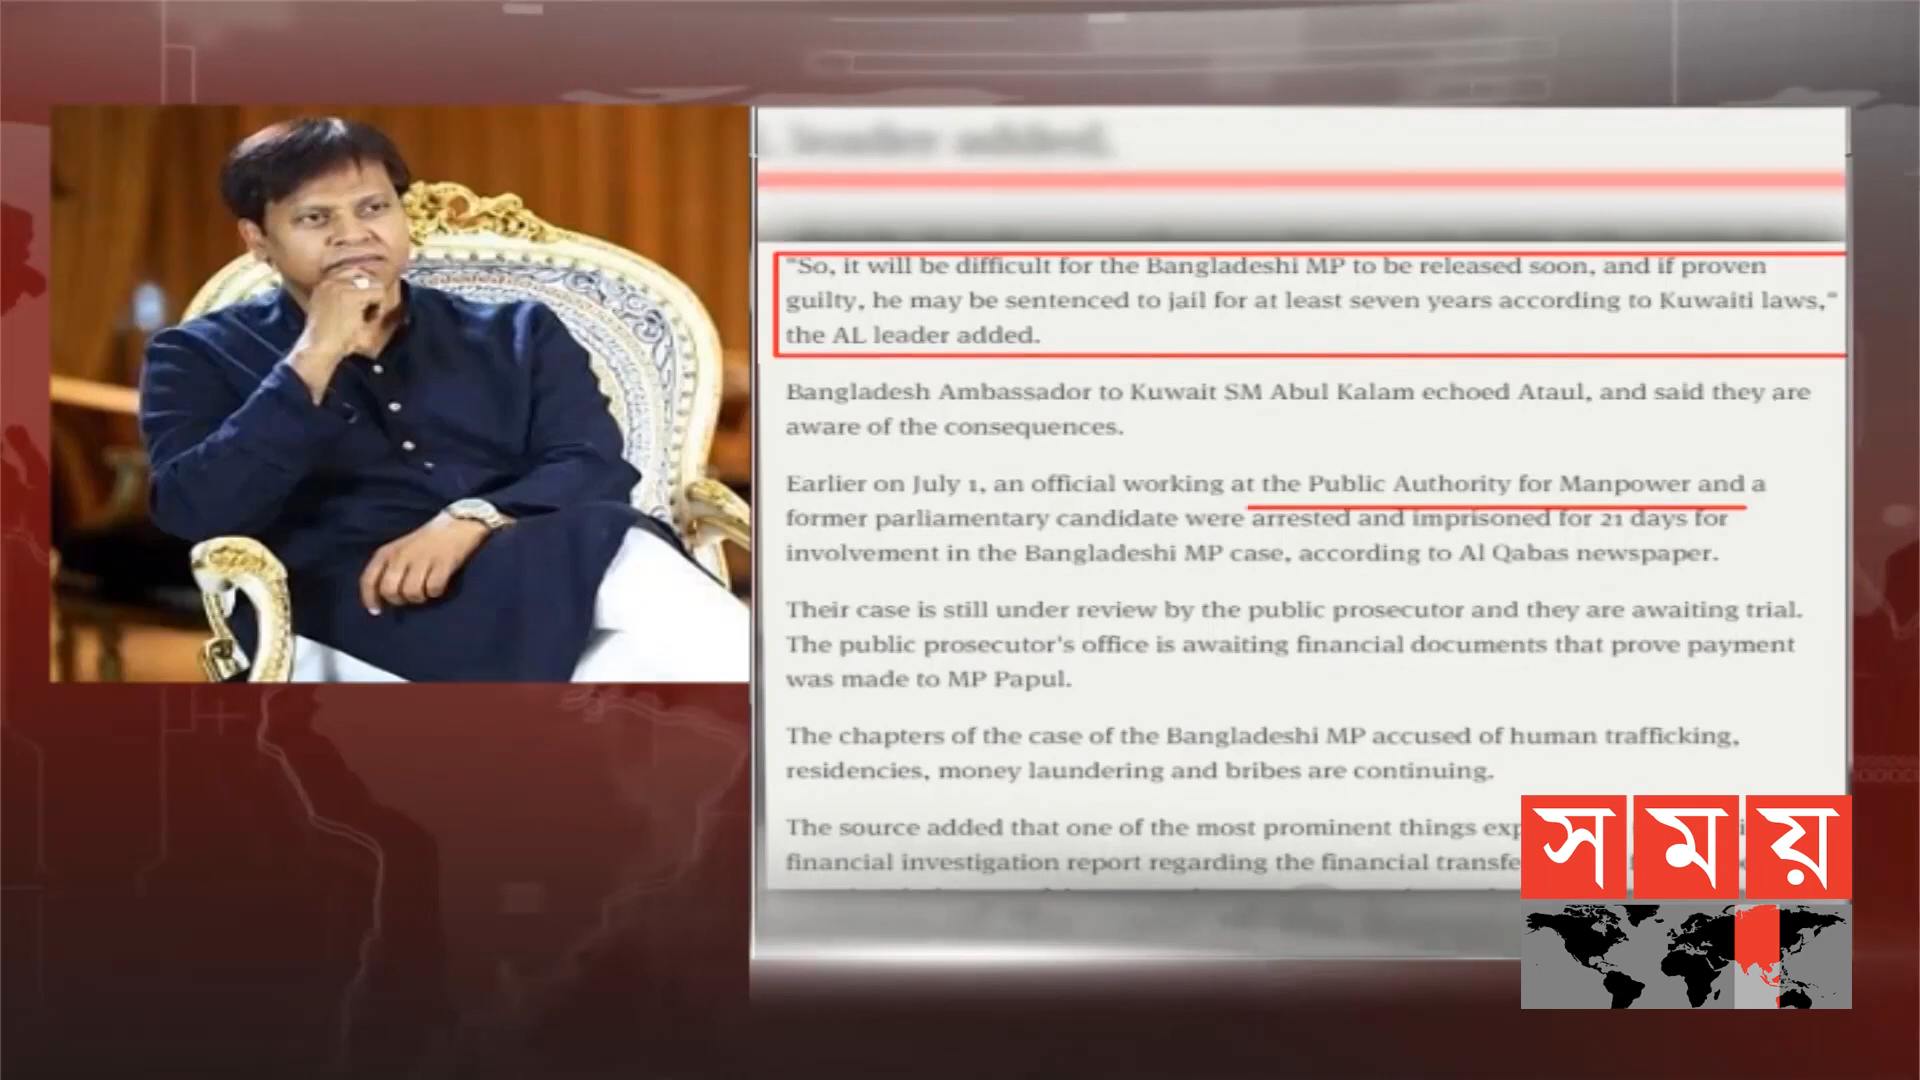 leader added.
"So, it will be difficult for the Bangladeshi MP to be released soon, and if proven
guilty, he may be sentenced to jail for at least seven years according to Kuwaiti laws,"
the AL leader added.
Bangladesh Ambassador to Kuwait SM Abul Kalam echoed Ataul, and said they are
aware of the consequences.
Earlier on July 1, an official working at the Public Authority for Manpower and a
former parliamentary candidate were arrested and imprisoned for 21 days for
involvement in the Bangladeshi MP case, according to Al Qabas newspaper.
Their case is still under review by the public prosecutor and they are awaiting trial.
The public prosecutor's office is awaiting financial documents that prove payment
was made to MP Papul.
The chapters of the case of the Bangladeshi MP accused of human trafficking,
residencies, money laundering and bribes are continuing.
The source added that one of the most prominent things
financial investigation report regarding the financial
সময়